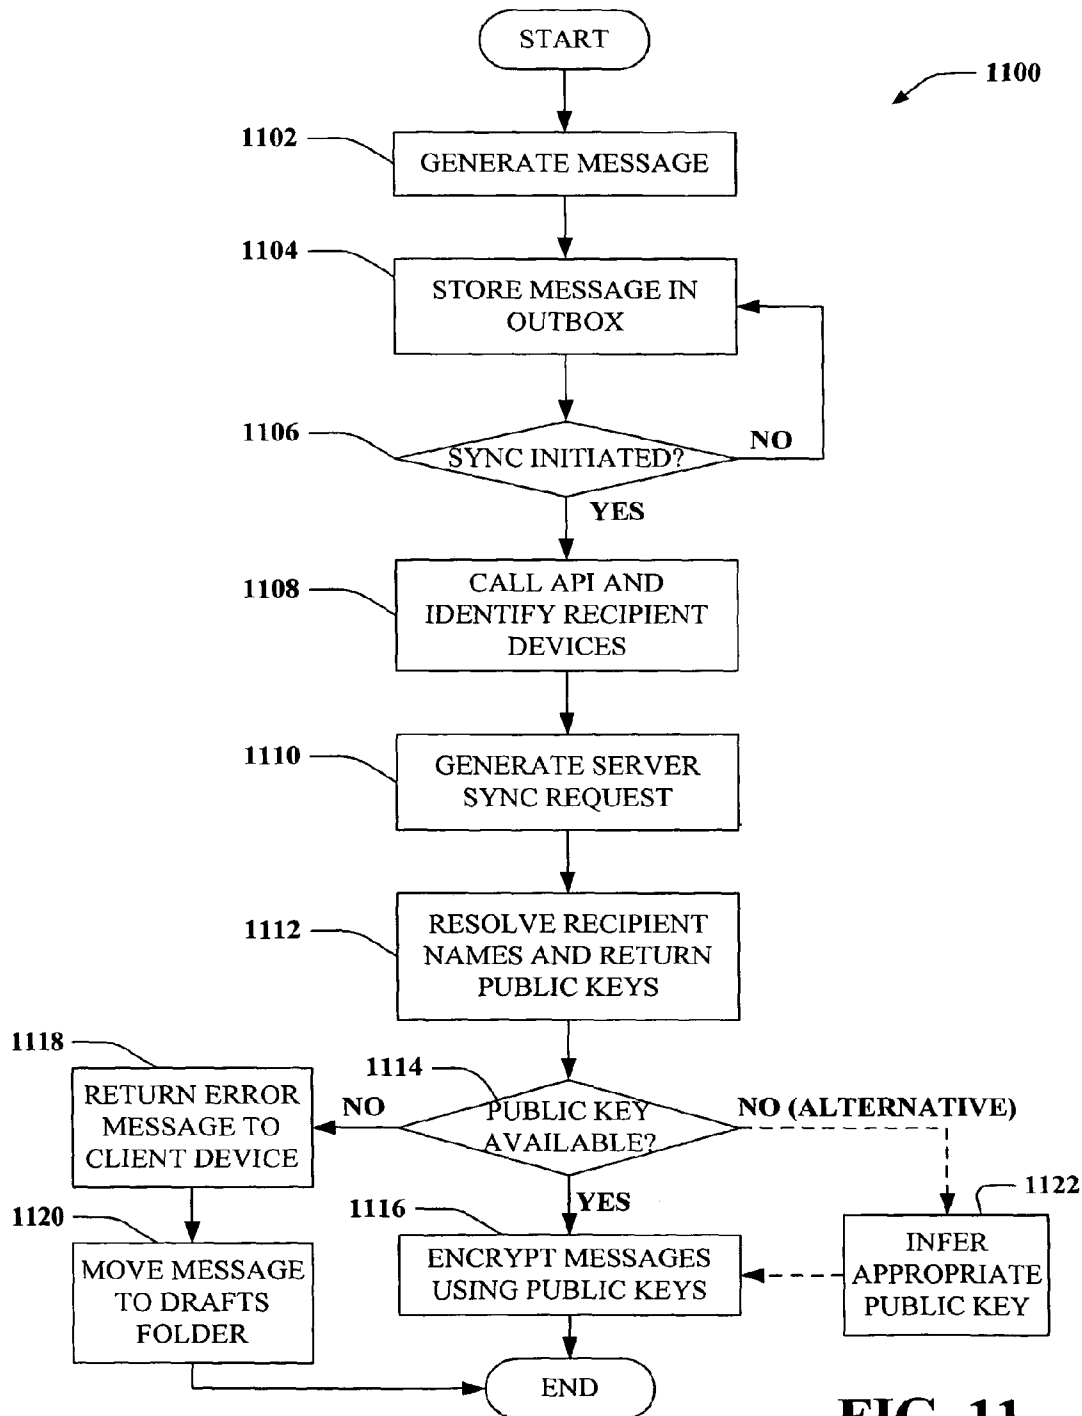 START
1100
1102
GENERATE MESSAGE
1104
STORE MESSAGE IN
OUTBOX
1106
SYNC INITIATED?
NO
YES
1108
CALL API AND
IDENTIFY RECIPIENT
DEVICES
1110
GENERATE SERVER
SYNC REQUEST
1112
RESOLVE RECIPIENT
NAMES AND RETURN
PUBLIC KEYS
1118
RETURN ERROR
MESSAGE TO
CLIENT DEVICE
NO
1114
PUBLIC KEY
AVAILABLE?
NO (ALTERNATIVE)
YES
1120
MOVE MESSAGE
TO DRAFTS
FOLDER
1116
ENCRYPT MESSAGES
USING PUBLIC KEYS
1122
INFER
APPROPRIATE
PUBLIC KEY
END
FIG. 11